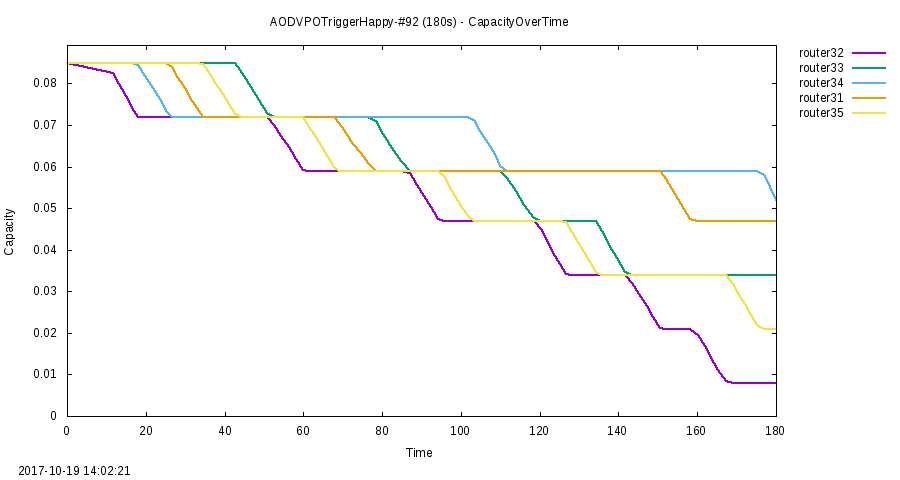 AODVPOTriggerHappy-#92 (180s) - CapacityOverTime
router32
router33
router34
router31
router35
0.08
0.07
0.06
0.05
0.04
0.03
0.02
0.01
0
Capacity
0 20 40 60 80 100 120 140 160 180
Time
2017-10-19 14:02:21